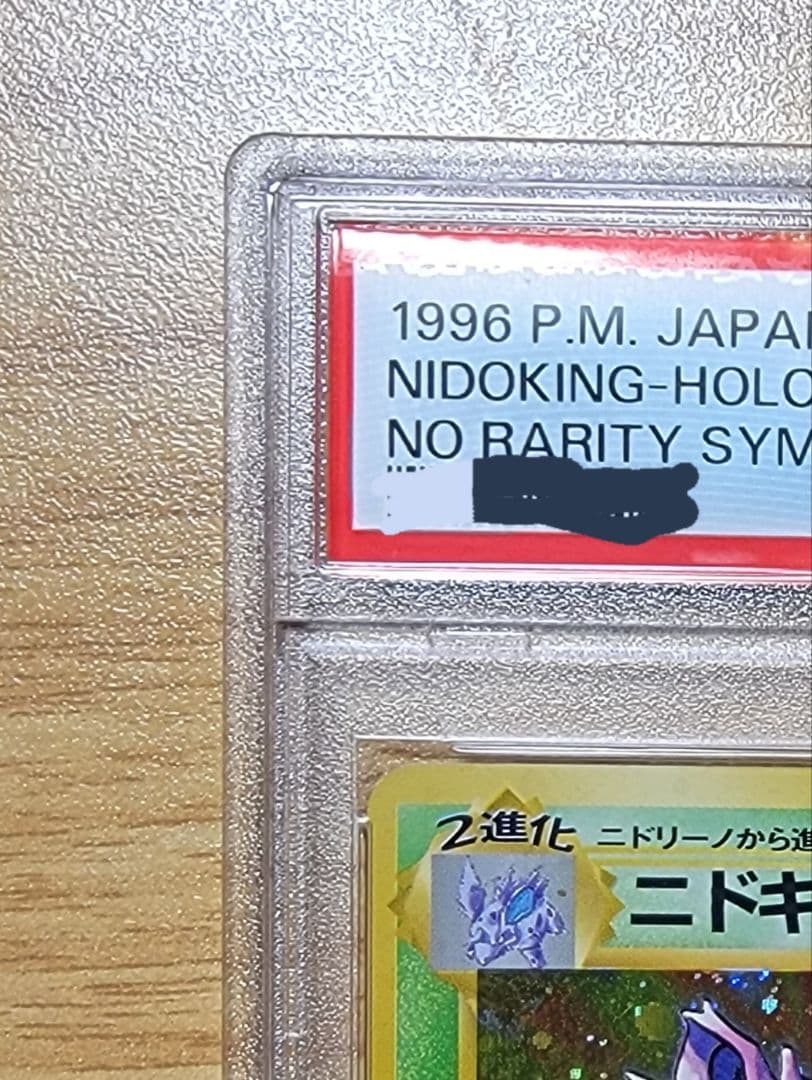 1996 P.M. JAPA
NIDOKING-HOLO
NO RARITY SYM
2進化 ニドリーノから進
ニドキ